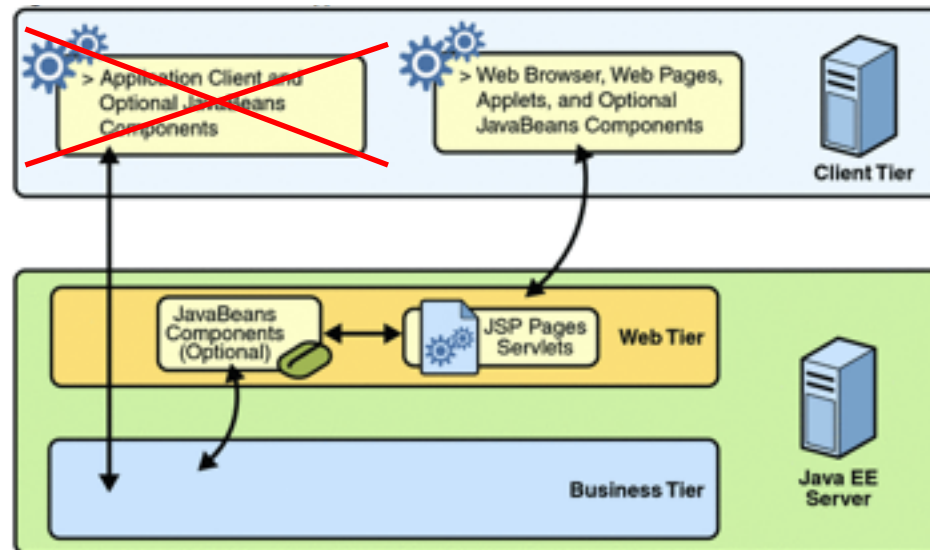 > Application Client and
Optional JavaBeans
Components
> Web Browser, Web Pages,
Applets, and Optional
JavaBeans Components
Client Tier
JavaBeans
Components
(Optional)
JSP Pages
Servlets
Web Tier
Business Tier
Java EE
Server